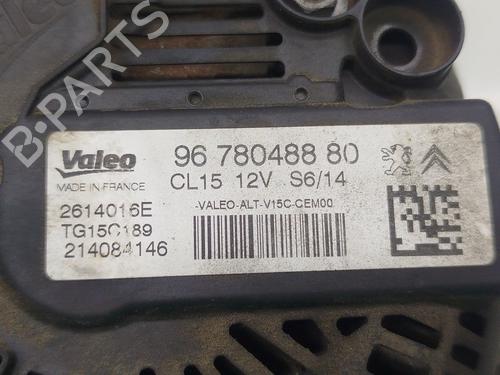 Valeo
MADE IN FRANCE
96 780488 80
CL15 12V S6/14
-VALEO-ALT-V15C-CEM00
2614016E
TG15C189
214084146
B-PARTS